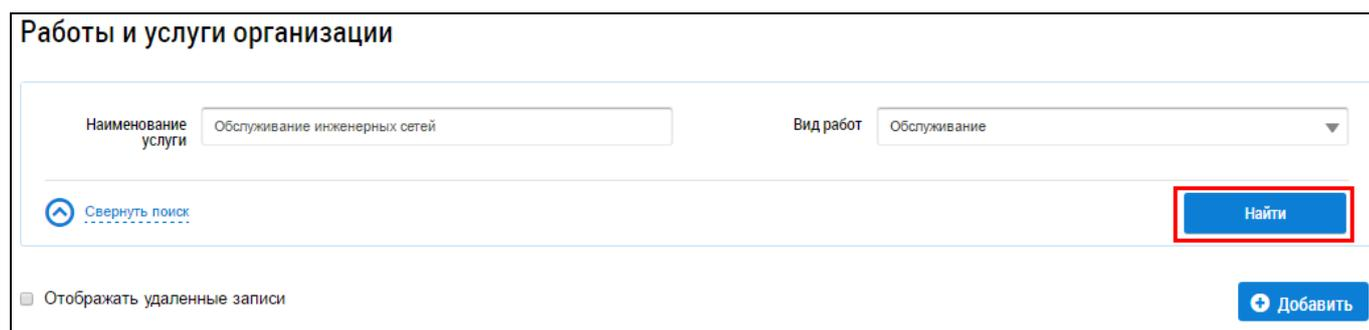 Работы и услуги организации
Наименование услуги
Обслуживание инженерных сетей
Вид работ
Обслуживание
Свернуть поиск
Найти
Отображать удаленные записи
Добавить